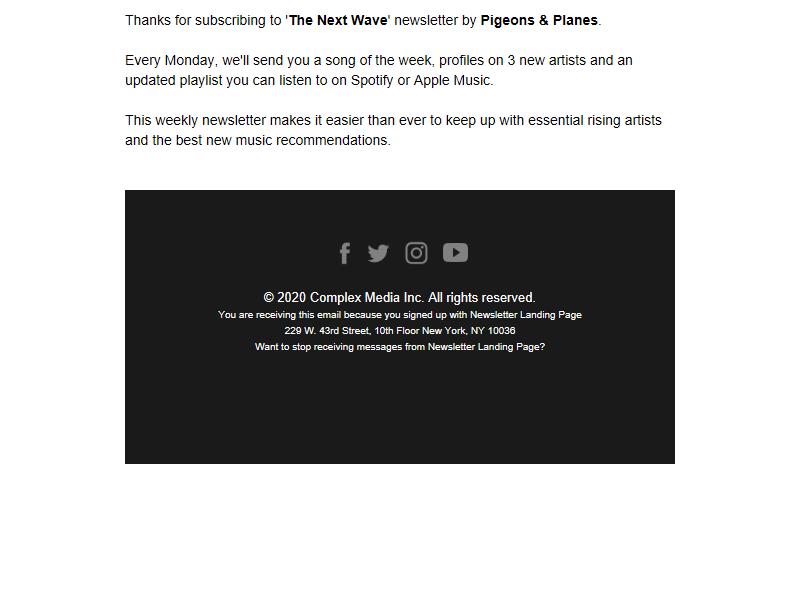 Thanks for subscribing to 'The Next Wave' newsletter by Pigeons & Planes.
Every Monday, we'll send you a song of the week, profiles on 3 new artists and an
updated playlist you can listen to on Spotify or Apple Music.
This weekly newsletter makes it easier than ever to keep up with essential rising artists
and the best new music recommendations.
© 2020 Complex Media Inc. All rights reserved.
You are receiving this email because you signed up with Newsletter Landing Page
229 W. 43rd Street, 10th Floor New York, NY 10036
Want to stop receiving messages from Newsletter Landing Page?